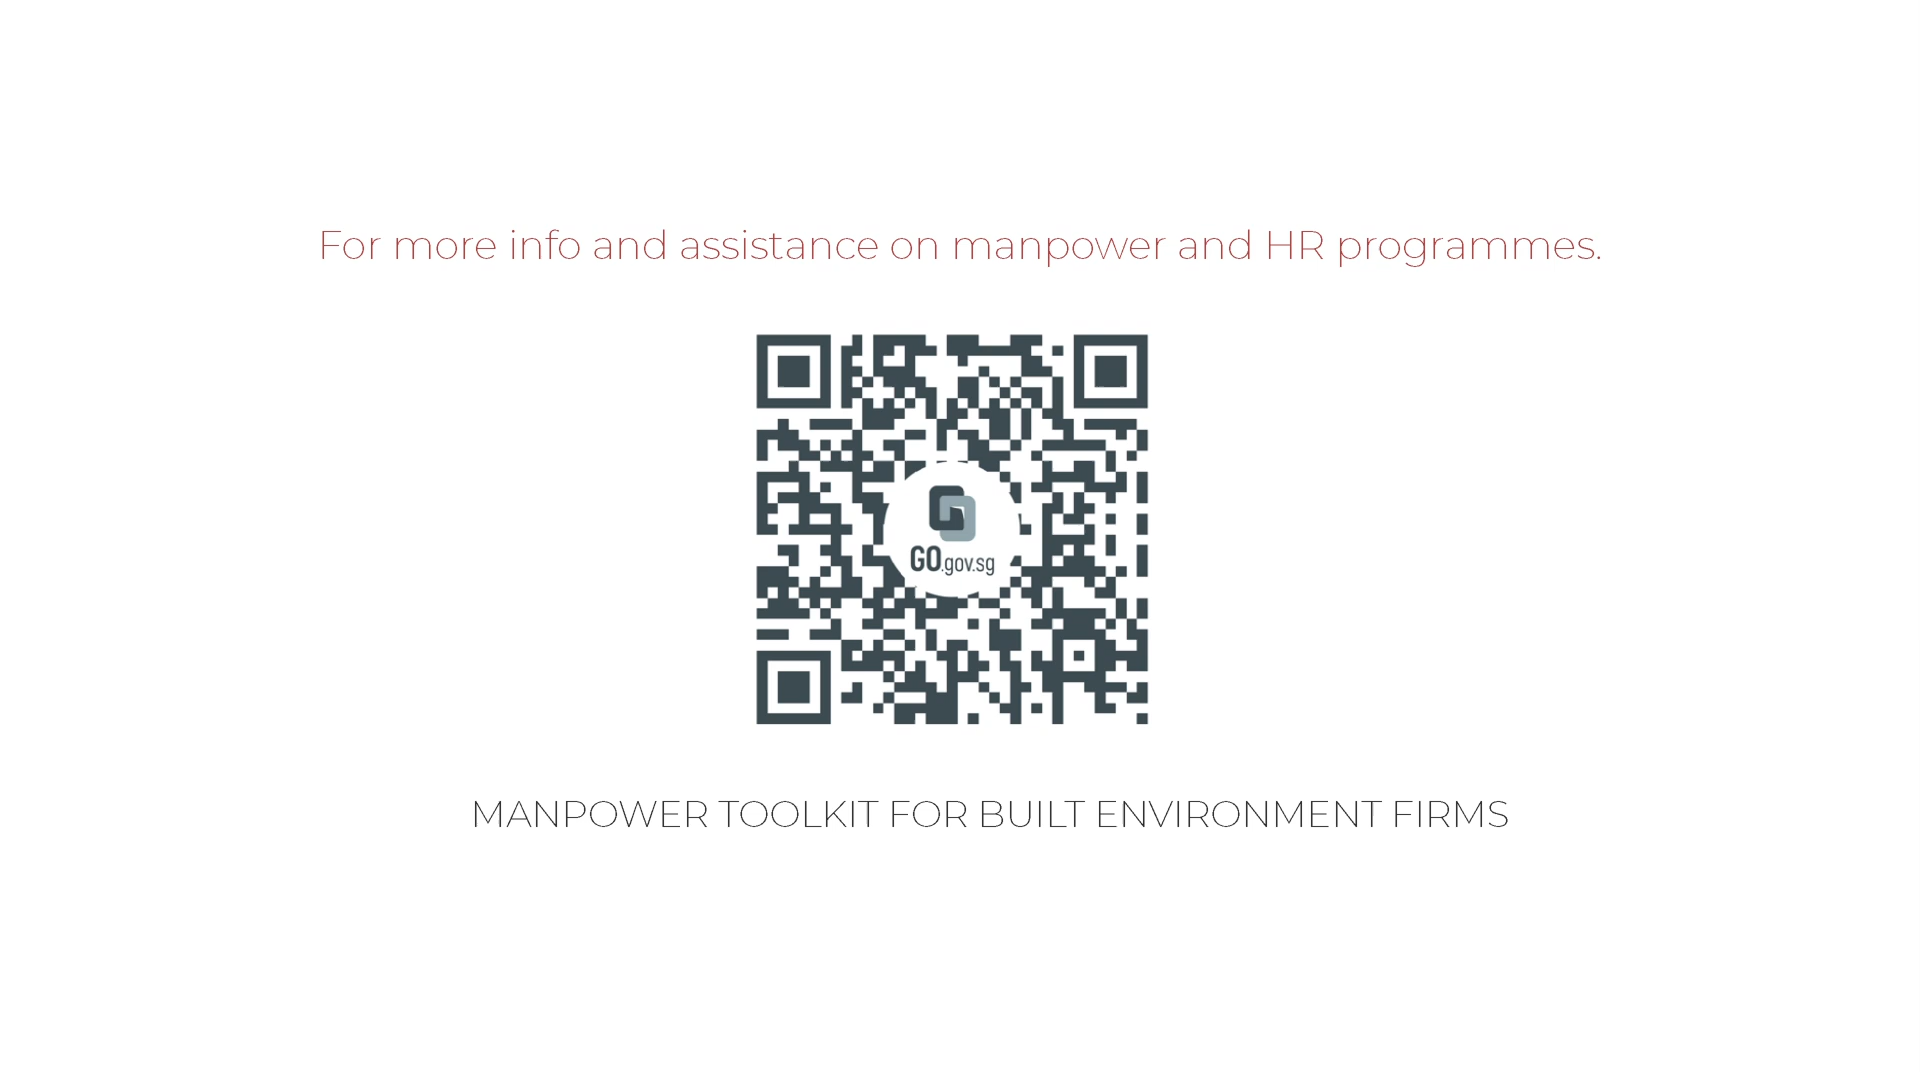 For more info and assistance on manpower and HR programmes.
GO.gov.sg
MANPOWER TOOLKIT FOR BUILT ENVIRONMENT FIRMS